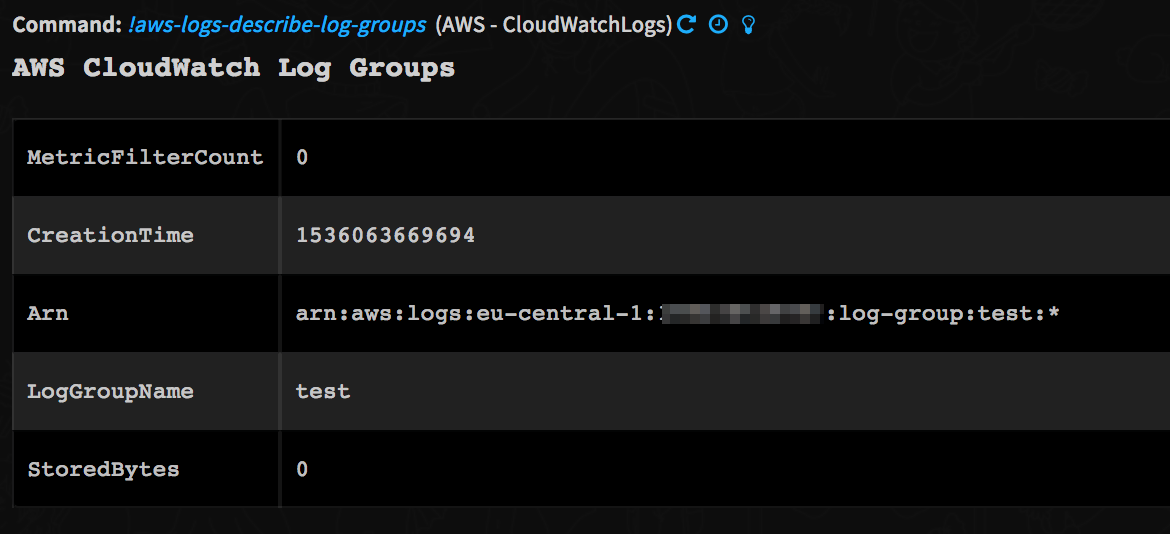 Command: !aws-logs-describe-log-groups (AWS - CloudWatchLogs)
AWS CloudWatch Log Groups
MetricFilterCount 0
CreationTime 1536063669694
Arn arn:aws:logs:eu-central-1: :log-group:test:*
LogGroupName test
StoredBytes 0